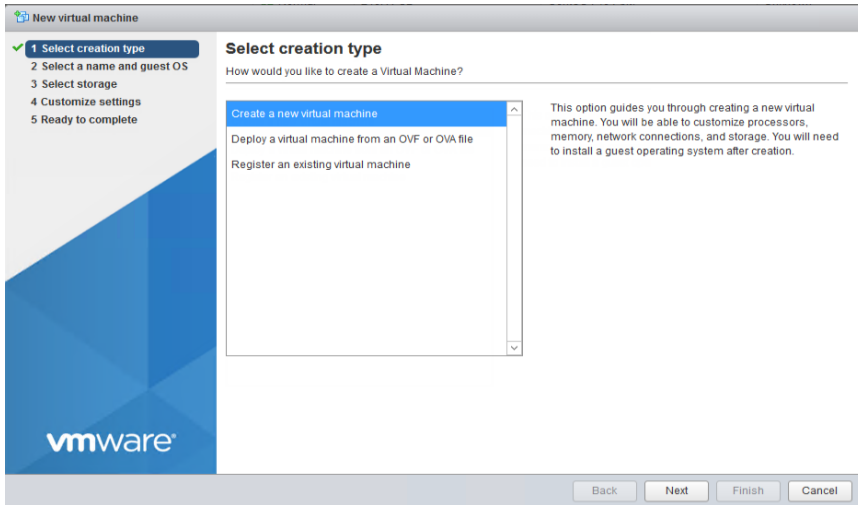 New virtual machine
1 Select creation type
2 Select a name and guest OS
3 Select storage
4 Customize settings
5 Ready to complete
vmware®
Select creation type
How would you like to create a Virtual Machine?
Create a new virtual machine
Deploy a virtual machine from an OVF or OVA file
Register an existing virtual machine
This option guides you through creating a new virtual
machine. You will be able to customize processors,
memory, network connections, and storage. You will need
to install a guest operating system after creation.
Back
Next
Finish
Cancel